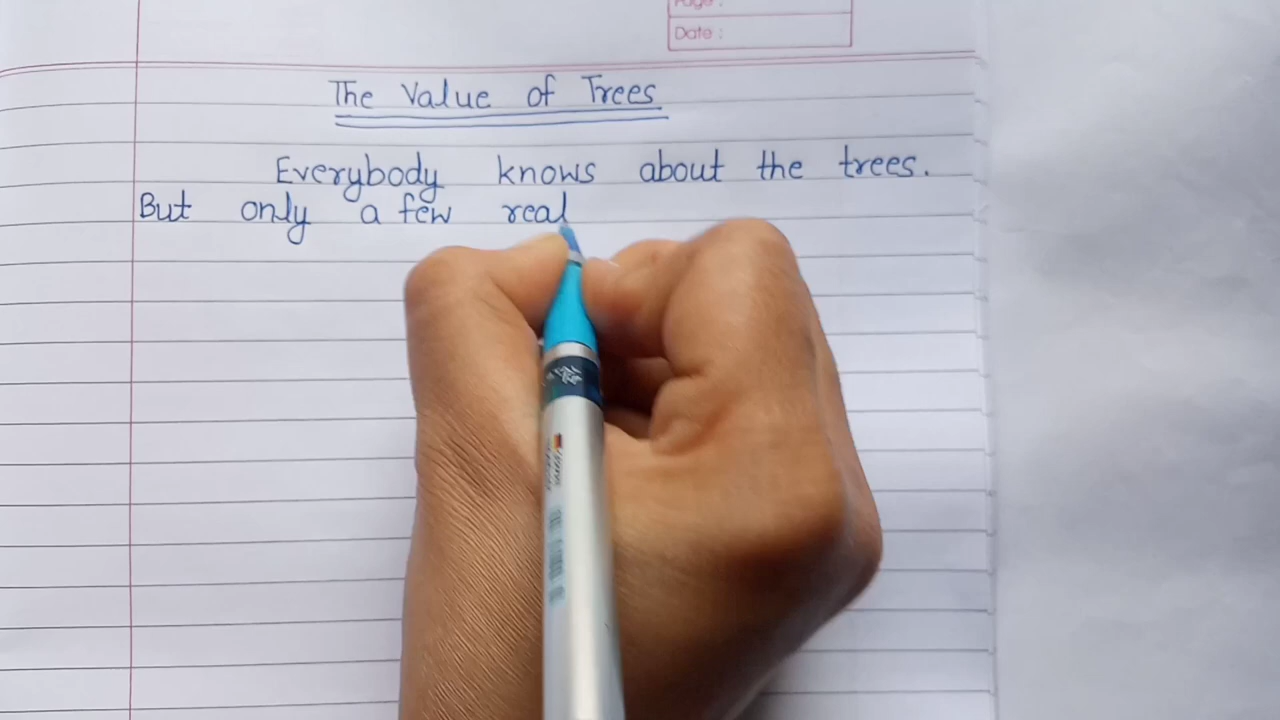 Date :
The Value of Trees
Everybody knows about the trees.
But only a few real